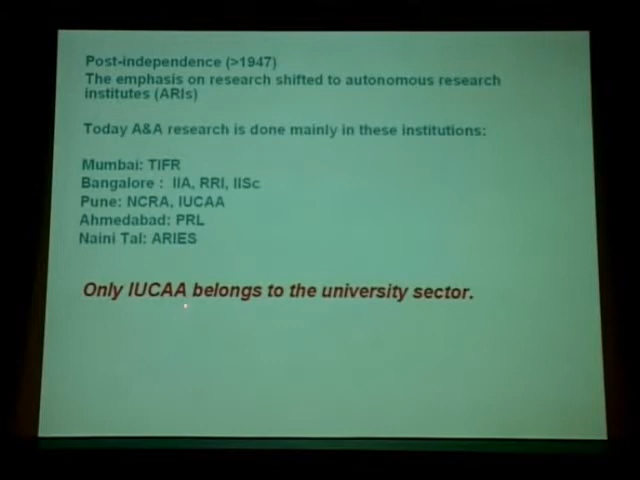 Post-independence (>1947)
The emphasis on research shifted to autonomous research
institutes (ARIs)
Today A&A research is done mainly in these institutions:
Mumbai: TIFR
Bangalore : IIA, RRI, IISc
Pune: NCRA, IUCAA
Ahmedabad: PRL
Naini Tal: ARIES
Only IUCAA belongs to the university sector.